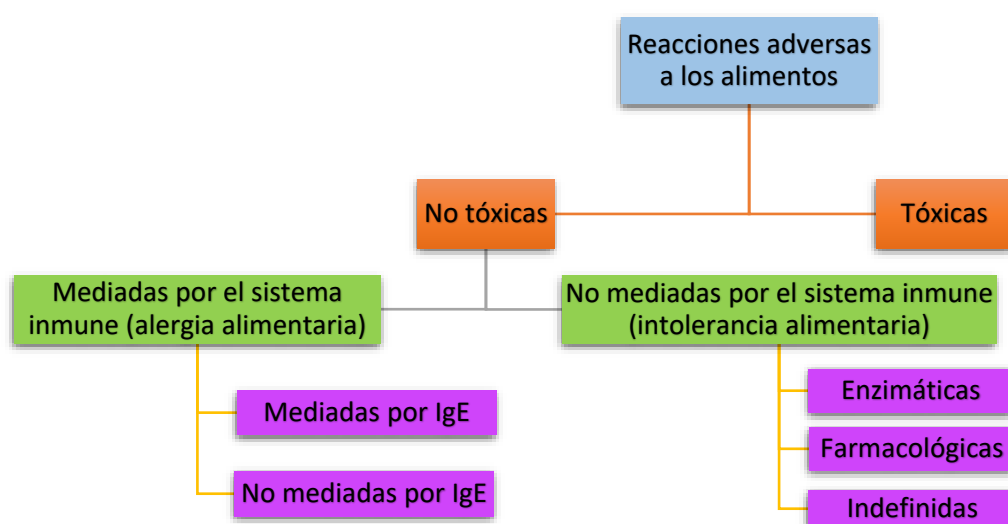 Reacciones adversas
a los alimentos
No tóxicas
Tóxicas
Mediadas por el sistema
inmune (alergia alimentaria)
No mediadas por el sistema inmune
(intolerancia alimentaria)
Mediadas por IgE
No mediadas por IgE
Enzimáticas
Farmacológicas
Indefinidas